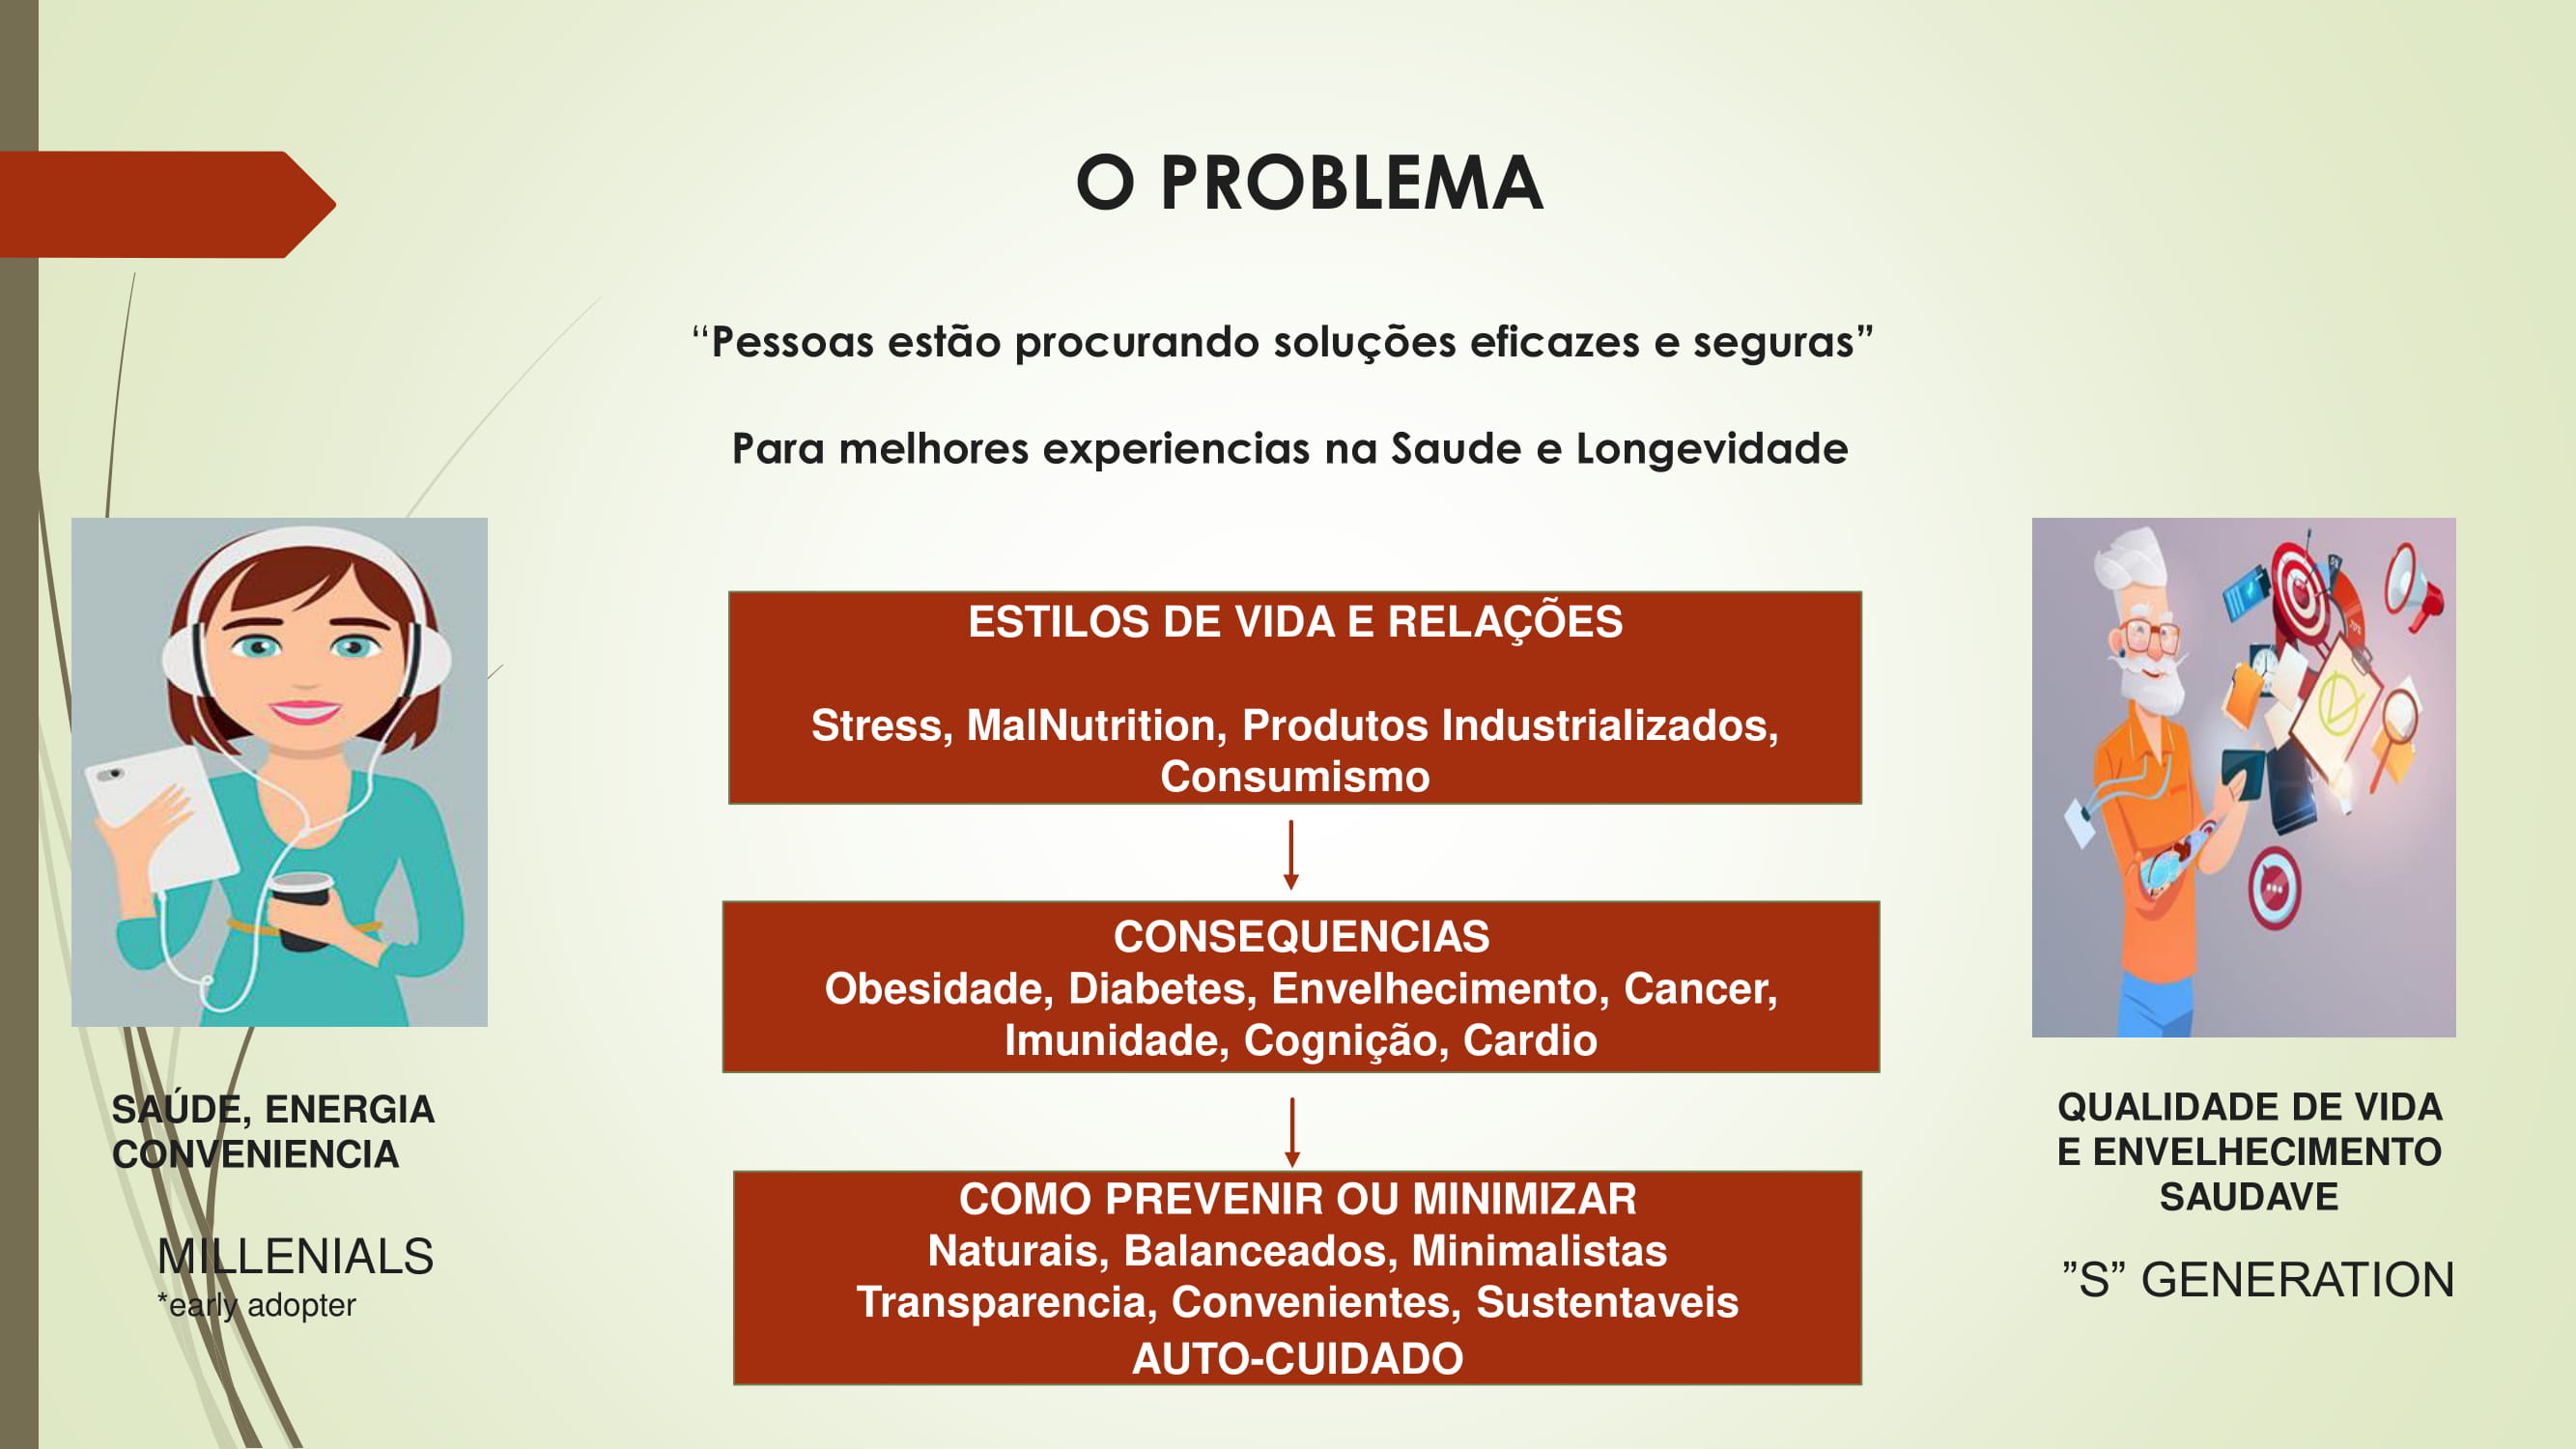 O PROBLEMA
“Pessoas estão procurando soluções eficazes e seguras”
Para melhores experiencias na Saude e Longevidade
ESTILOS DE VIDA E RELAÇÕES
Stress, MalNutrition, Produtos Industrializados,
Consumismo
CONSEQUENCIAS
Obesidade, Diabetes, Envelhecimento, Cancer,
Imunidade, Cognição, Cardio
COMO PREVENIR OU MINIMIZAR
Naturais, Balanceados, Minimalistas
Transparencia, Convenientes, Sustentaveis
AUTO-CUIDADO
SAÚDE, ENERGIA
CONVENIENCIA
MILLENIALS
*early adopter
QUALIDADE DE VIDA
E ENVELHECIMENTO
SAUDAVE
”S” GENERATION